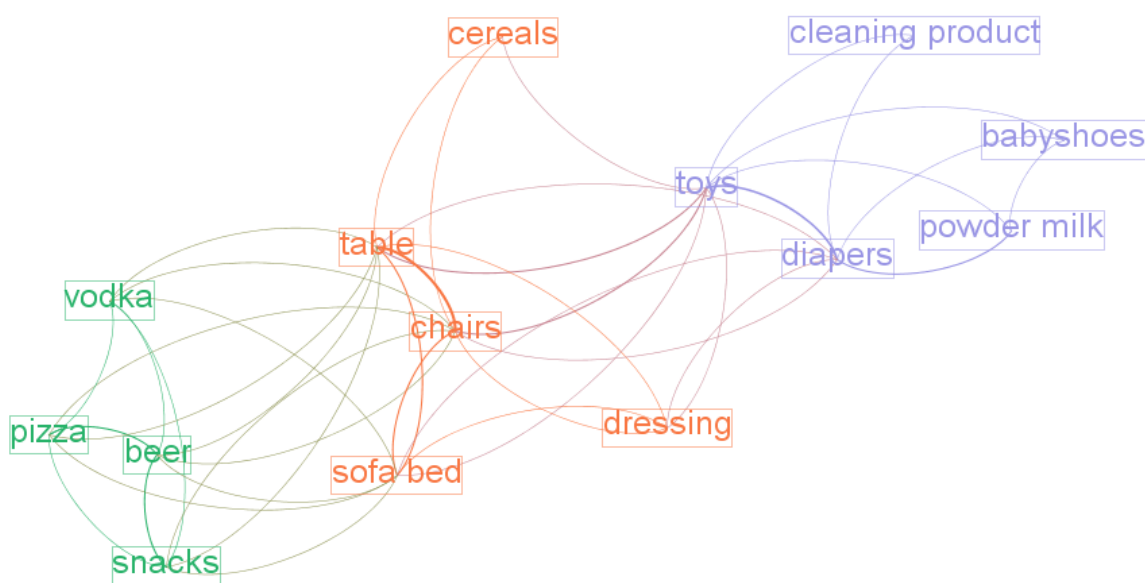 cereals
cleaning product
babyshoes
toys
powder milk
table
diapers
vodka
chairs
pizza
dressing
beer
sofa bed
snacks